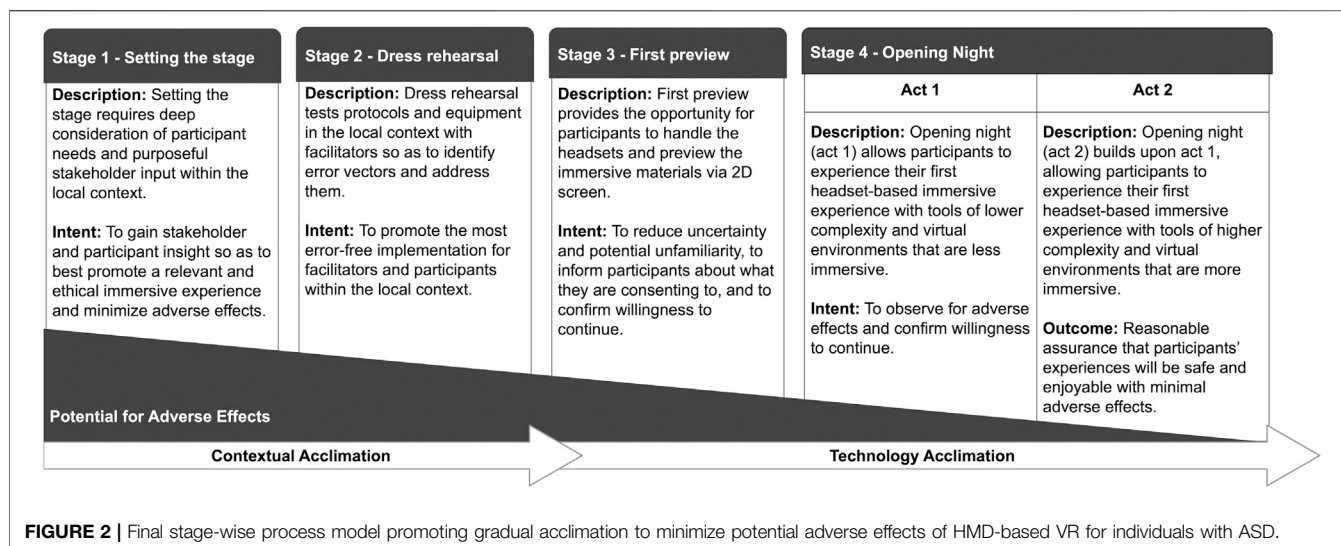 Stage 1 - Setting the stage
Description: Setting the
stage requires deep
consideration of participant
needs and purposeful
stakeholder input within the
local context.
Intent: To gain stakeholder
and participant insight so as to
best promote a relevant and
ethical immersive experience
and minimize adverse effects.
Stage 2 - Dress rehearsal
Description: Dress rehearsal
tests protocols and equipment
in the local context with
facilitators so as to identify
error vectors and address
them.
Intent: To promote the most
error-free implementation for
facilitators and participants
within the local context.
Stage 3 - First preview
Description: First preview
provides the opportunity for
participants to handle the
headsets and preview the
immersive materials via 2D
screen.
Intent: To reduce uncertainty
and potential unfamiliarity, to
inform participants about what
they are consenting to, and to
confirm willingness to
continue.
Stage 4 - Opening Night
Act 1
Description: Opening night
(act 1) allows participants to
experience their first
headset-based immersive
experience with tools of lower
complexity and virtual
environments that are less
immersive.
Intent: To observe for adverse
effects and confirm willingness
to continue.
Act 2
Description: Opening night
(act 2) builds upon act 1,
allowing participants to
experience their first
headset-based immersive
experience with tools of higher
complexity and virtual
environments that are more
immersive.
Outcome: Reasonable
assurance that participants'
experiences will be safe and
enjoyable with minimal
adverse effects.
Potential for Adverse Effects
Contextual Acclimation
Technology Acclimation
FIGURE 2 | Final stage-wise process model promoting gradual acclimation to minimize potential adverse effects of HMD-based VR for individuals with ASD.